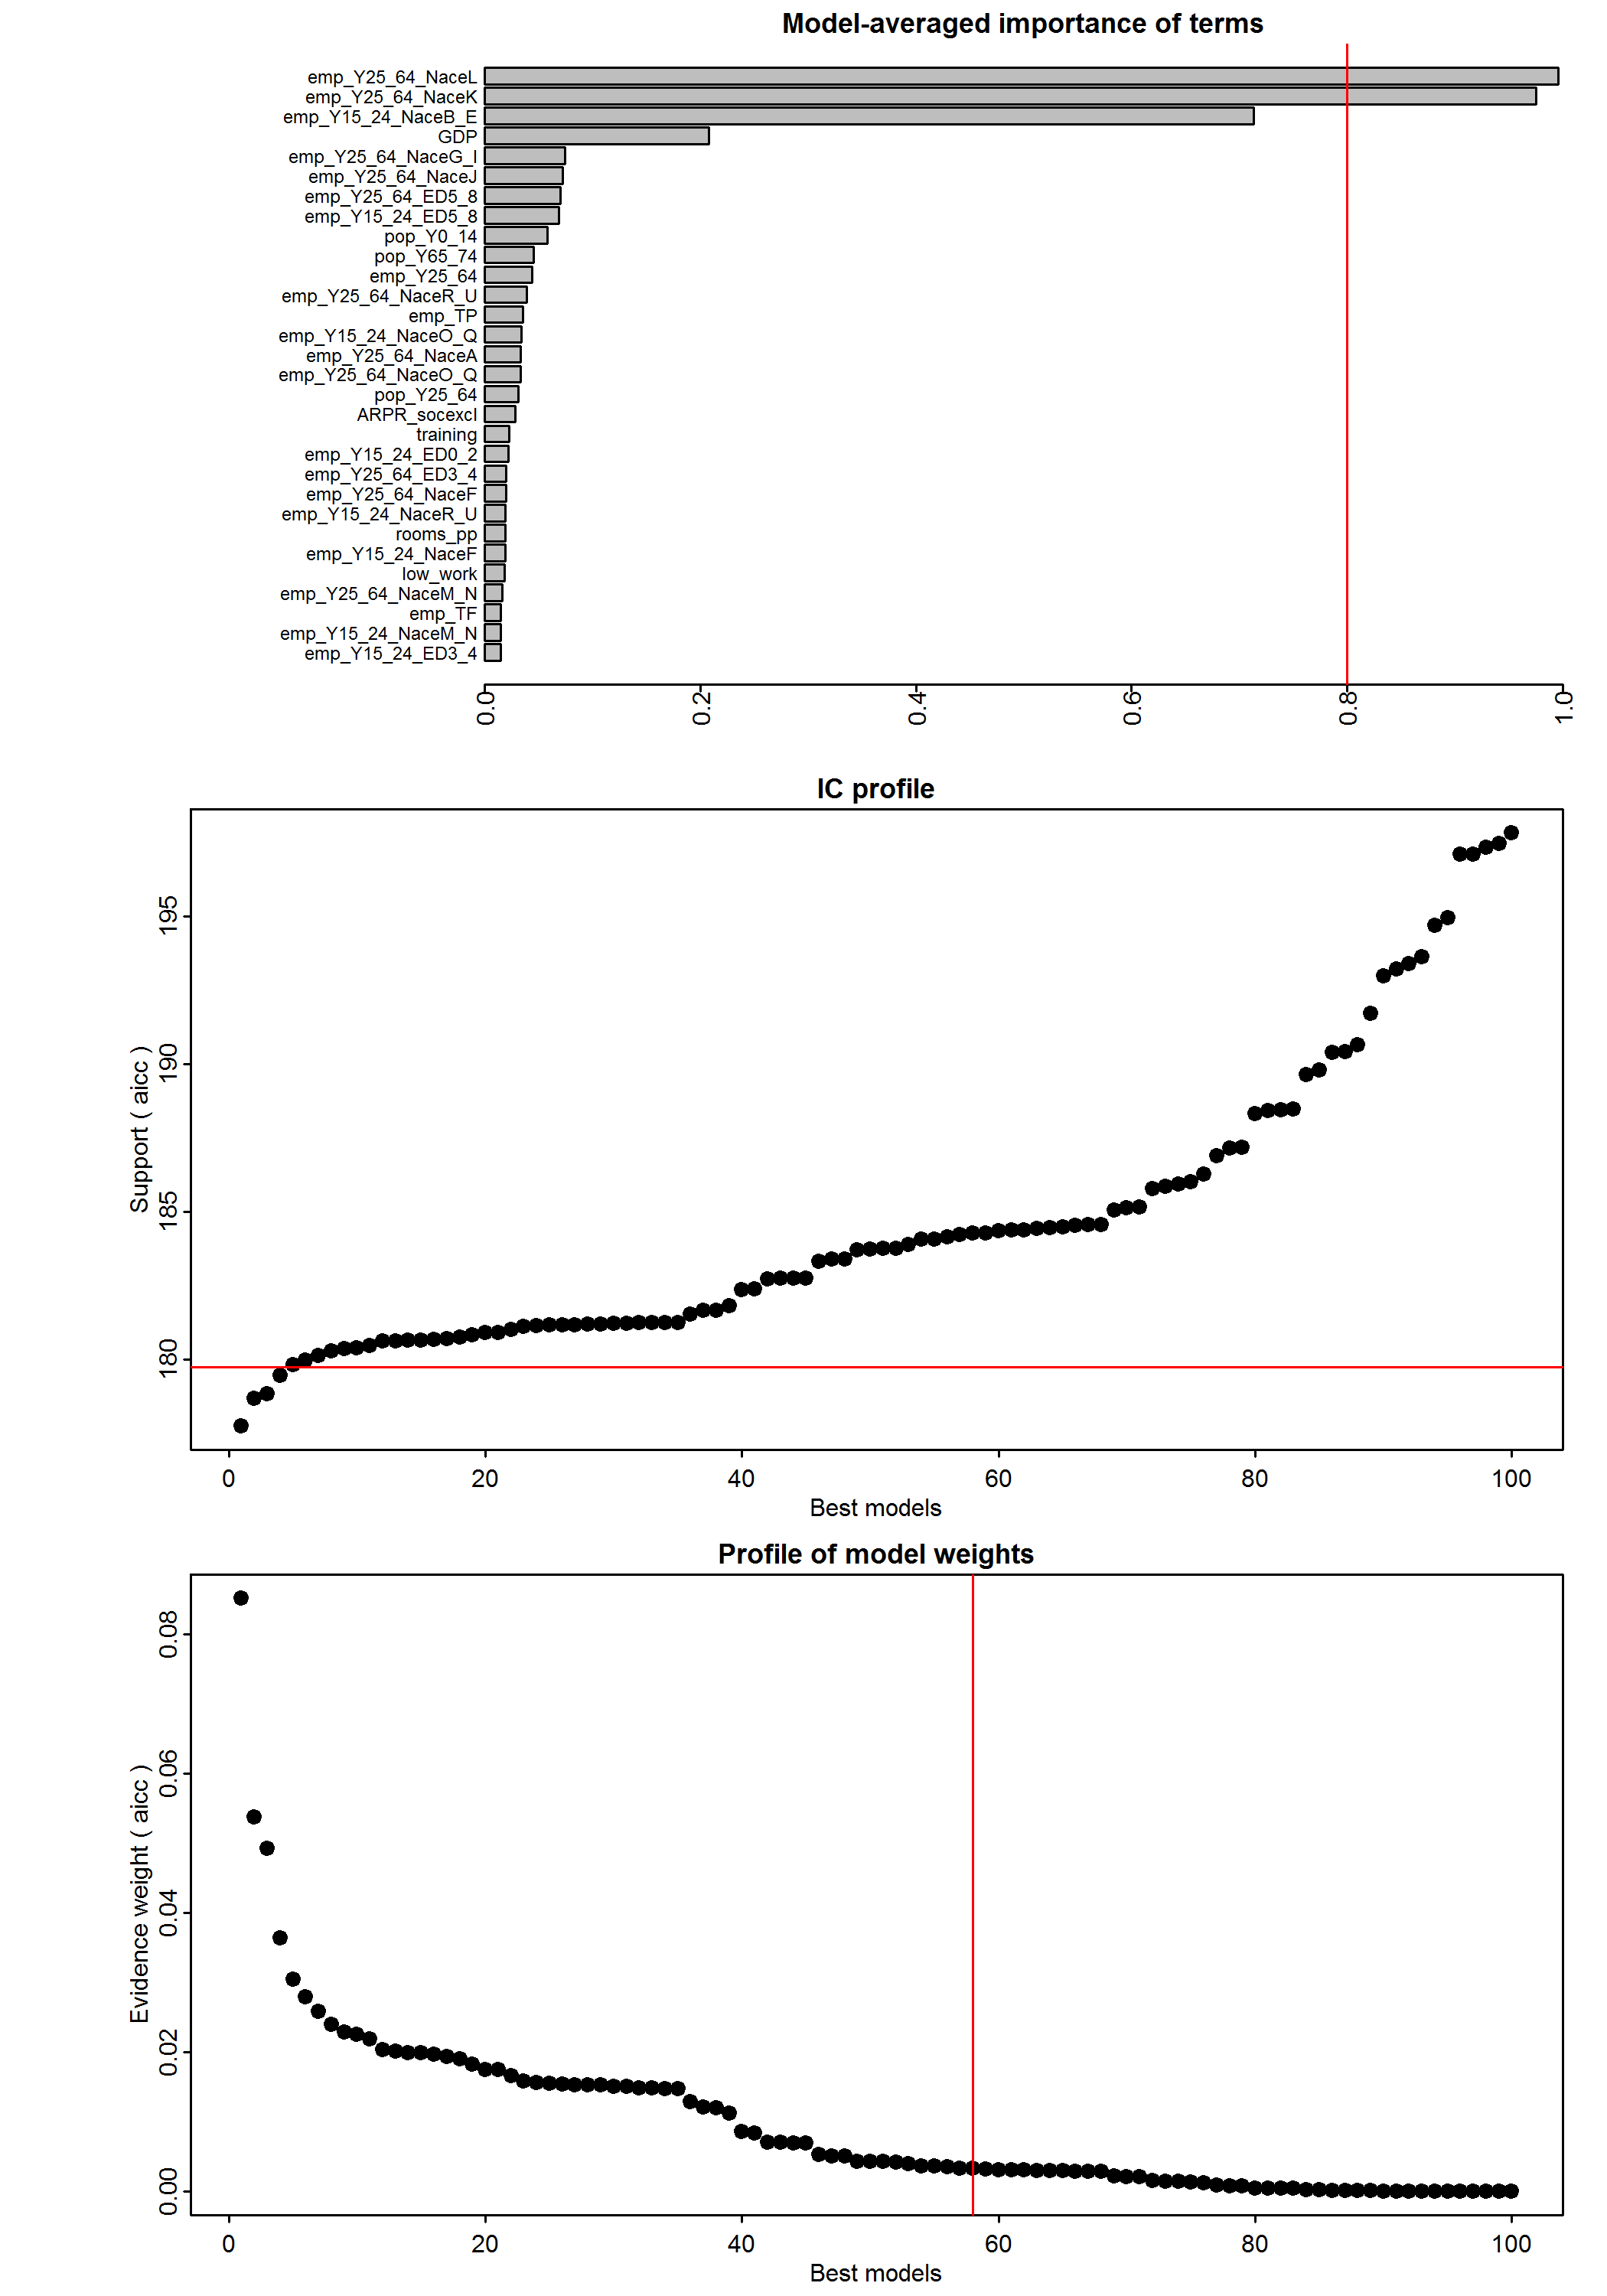 Model-averaged importance of terms
emp_Y25_64_NaceL
emp_Y25_64_NaceK
emp_Y15_24_NaceB_E
GDP
emp_Y25_64_NaceG_I
emp_Y25_64_NaceJ
emp_Y25_64_ED5_8
emp_Y15_24_ED5_8
pop_Y0_14
pop_Y65_74
emp_Y25_64
emp_Y25_64_NaceR_U
emp_TP
emp_Y15_24_NaceO_Q
emp_Y25_64_NaceA
emp_Y25_64_NaceO_Q
pop_Y25_64
ARPR_socexcl
training
emp_Y15_24_ED0_2
emp_Y25_64_ED3_4
emp_Y25_64_NaceF
emp_Y15_24_NaceR_U
rooms_pp
emp_Y15_24_NaceF
low_work
emp_Y25_64_NaceM_N
emp_TF
emp_Y15_24_NaceM_N
emp_Y15_24_ED3_4
0.0 0.2 0.4 0.6 0.8 1.0
IC profile
Support ( aicc )
195
190
185
180
0 20 40 60 80 100
Best models
Profile of model weights
Evidence weight ( aicc )
0.08
0.06
0.04
0.02
0.00
0 20 40 60 80 100
Best models